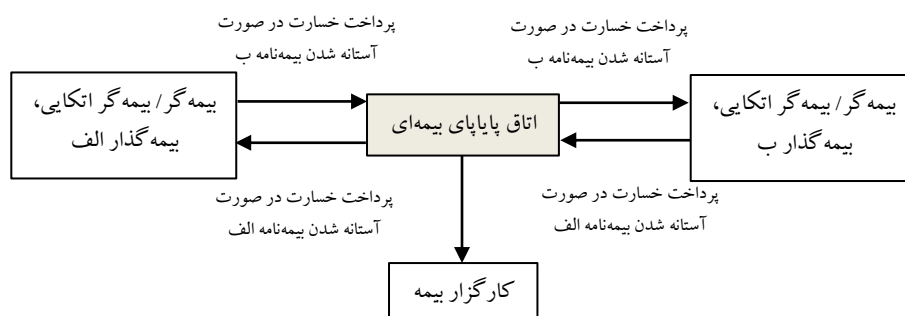 پرداخت خسارت در صورت
آستانه شدن بیمه‌نامه ب
پرداخت خسارت در صورت
آستانه شدن بیمه‌نامه ب
بیمه‌گر/ بیمه‌گر اتکایی،
بیمه‌گذار ب
اتاق پایاپای بیمه‌ای
بیمه‌گر/ بیمه‌گر اتکایی،
بیمه‌گذار الف
پرداخت خسارت در صورت
آستانه شدن بیمه‌نامه الف
پرداخت خسارت در صورت
آستانه شدن بیمه‌نامه الف
کارگزار بیمه